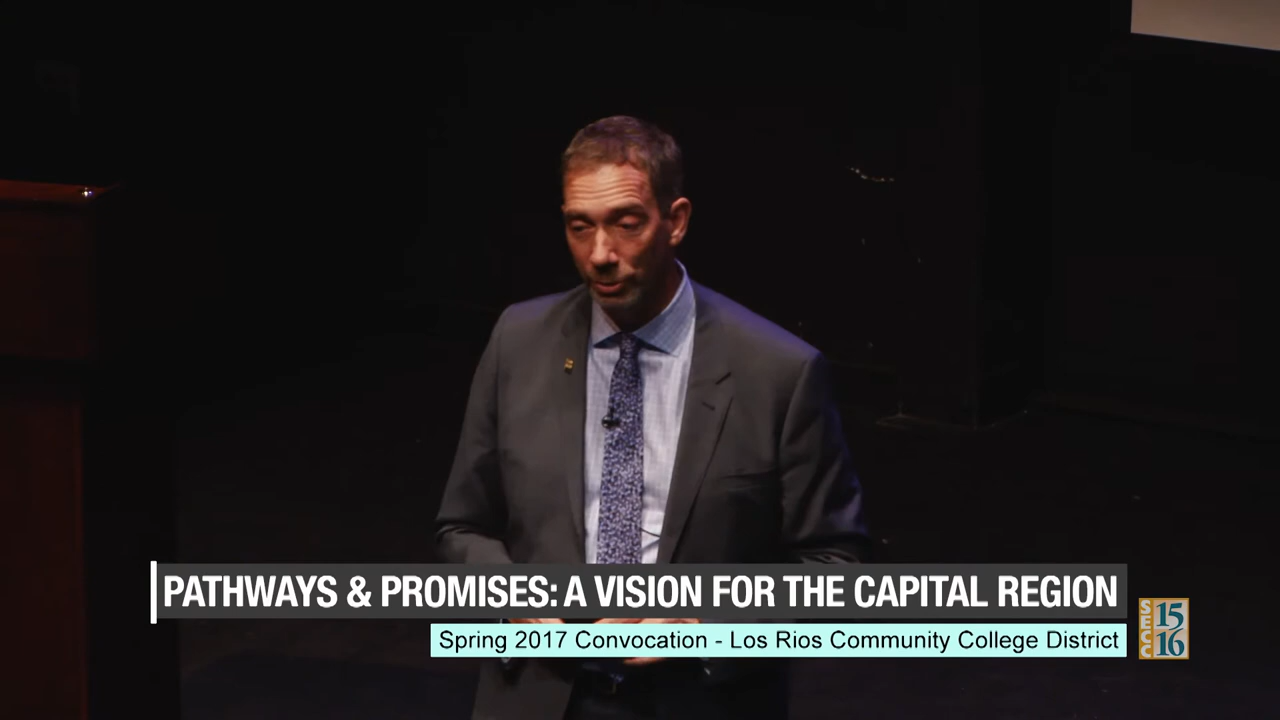 PATHWAYS & PROMISES: A VISION FOR THE CAPITAL REGION
Spring 2017 Convocation - Los Rios Community College District
SECC
15
16